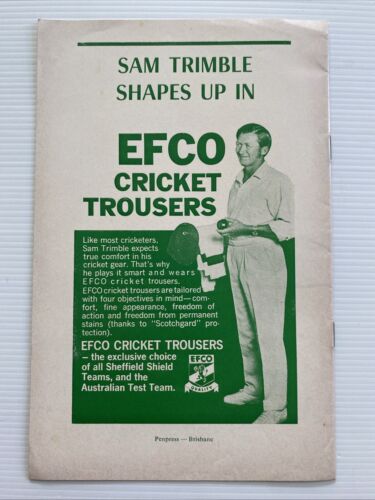 SAM TRIMBLE
SHAPES UP IN
EFCO
CRICKET
TROUSERS
Like most cricketers,
Sam Trimble expects
true comfort in his
cricket gear. That's why
he plays it smart and wears
EFCO cricket trousers.
EFCO cricket trousers are tailored
with four objectives in mind—com-
fort, fine appearance, freedom of
action and freedom from permanent
stains (thanks to "Scotchgard" pro-
tection).
EFCO CRICKET TROUSERS
– the exclusive choice
of all Sheffield Shield
Teams, and the
Australian Test Team.
EFCO
QUALITY
Penpress — Brisbane